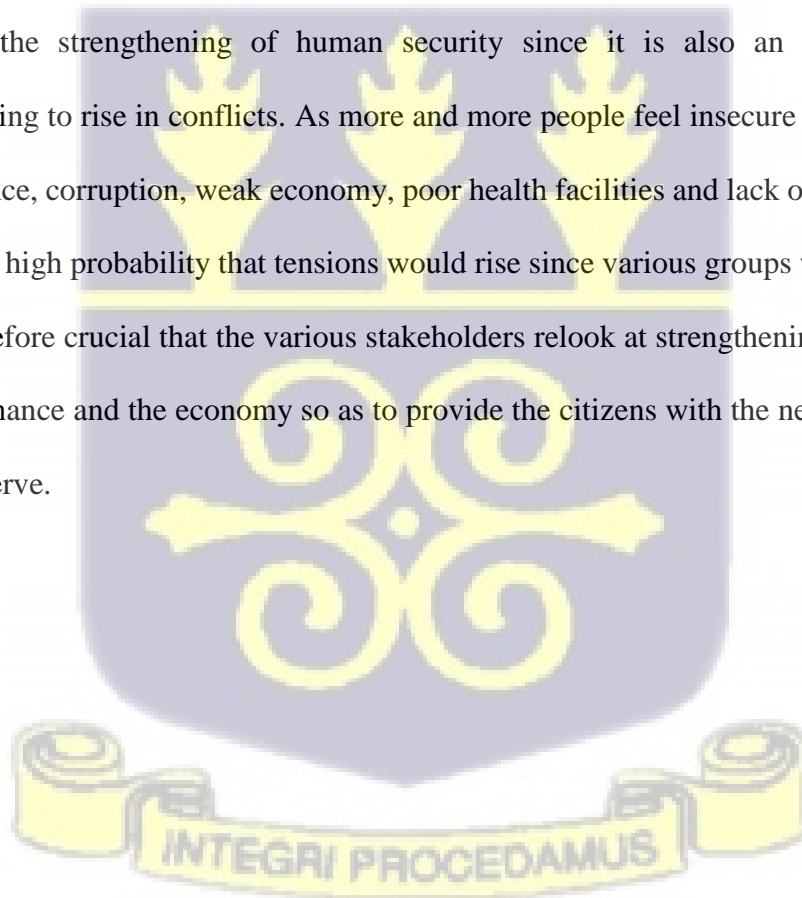 the strengthening of human security since it is also an
ing to rise in conflicts. As more and more people feel insecure
ce, corruption, weak economy, poor health facilities and lack o
high probability that tensions would rise since various groups
efore crucial that the various stakeholders relook at strengthenin
nance and the economy so as to provide the citizens with the ne
erve.
INTEGRI PROCEDAMUS